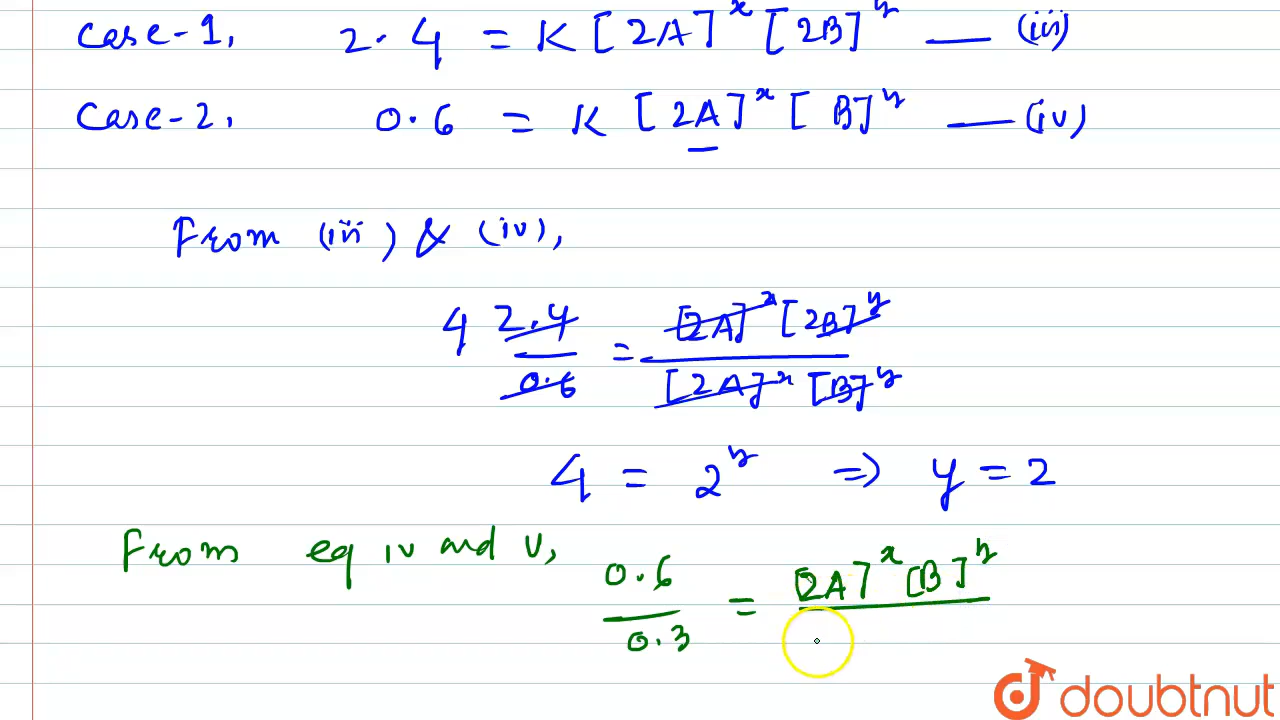 Case-1, 2.4 = K [2A]^x [2B]^y — (iii)
Case-2, 0.6 = K [2A]^x [B]^y — (iv)
From (iii) & (iv),
4 2.4 / 0.6 = [2A]^x [2B]^y / [2A]^x [B]^y
4 = 2^y ⇒ y = 2
From eq iv and v,
0.6 / 0.3 = [2A]^x [B]^y
doubtnut